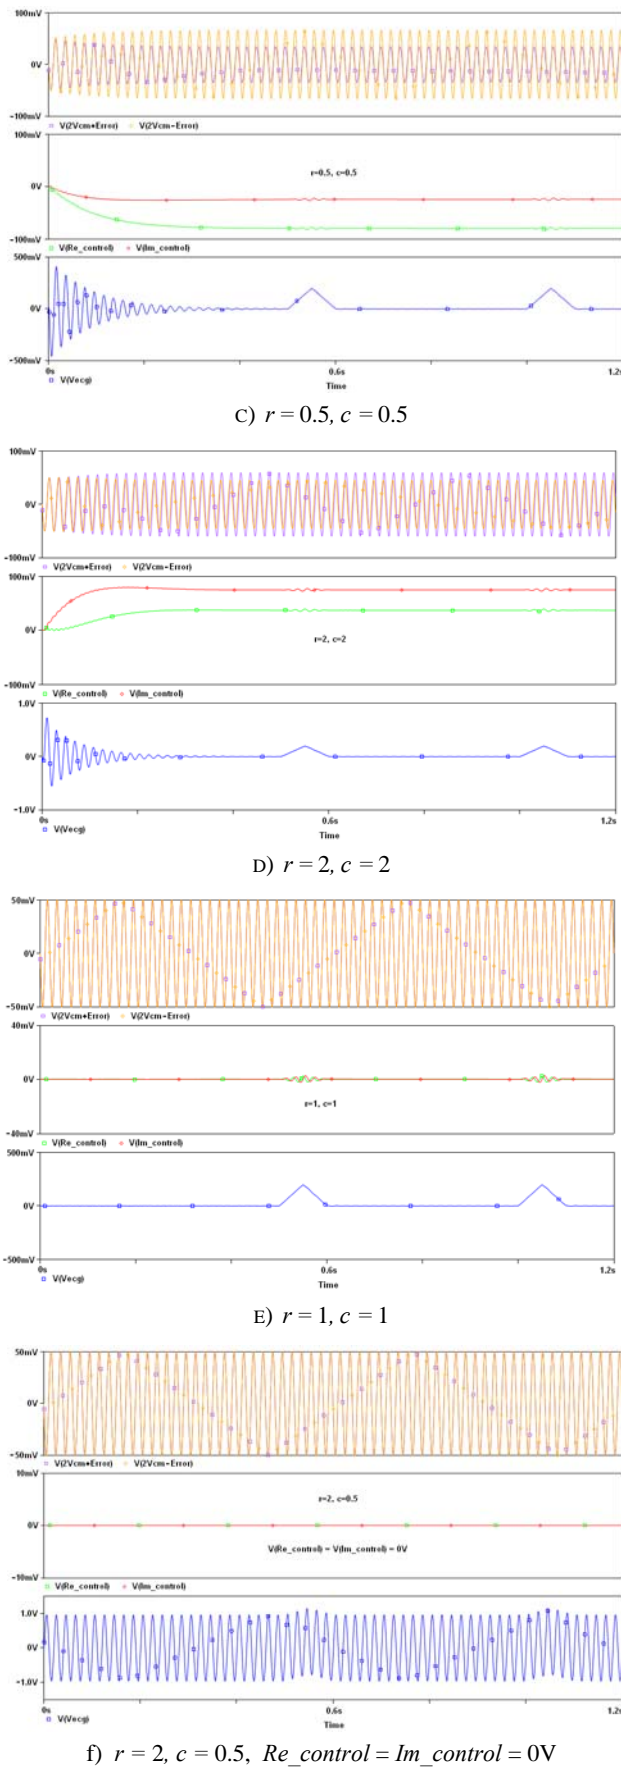 100mV
0V
-100mV
V(2Vcm+Error) V(2Vcm-Error)
100mV
r=0.5, c=0.5
0V
-100mV
V(Re_control) V(Im_control)
500mV
0V
-500mV
0s 0.6s 1.2s
V(Vecg)
Time
C) r = 0.5, c = 0.5
100mV
0V
-100mV
V(2Vcm+Error) V(2Vcm-Error)
100mV
0V
r=2, c=2
-100mV
V(Re_control) V(Im_control)
1.0V
0V
-1.0V
0s 0.6s 1.2s
V(Vecg)
Time
D) r = 2, c = 2
50mV
0V
-50mV
V(2Vcm+Error) V(2Vcm-Error)
40mV
0V
r=1, c=1
-40mV
V(Re_control) V(Im_control)
500mV
0V
-500mV
0s 0.6s 1.2s
V(Vecg)
Time
E) r = 1, c = 1
50mV
0V
-50mV
V(2Vcm+Error) V(2Vcm-Error)
10mV
r=2, c=0.5
0V
V(Re_control) = V(Im_control) = 0V
-10mV
V(Re_control) V(Im_control)
1.0V
0V
-1.0V
0s 0.6s 1.2s
V(Vecg)
Time
f) r = 2, c = 0.5, Re_control = Im_control = 0V